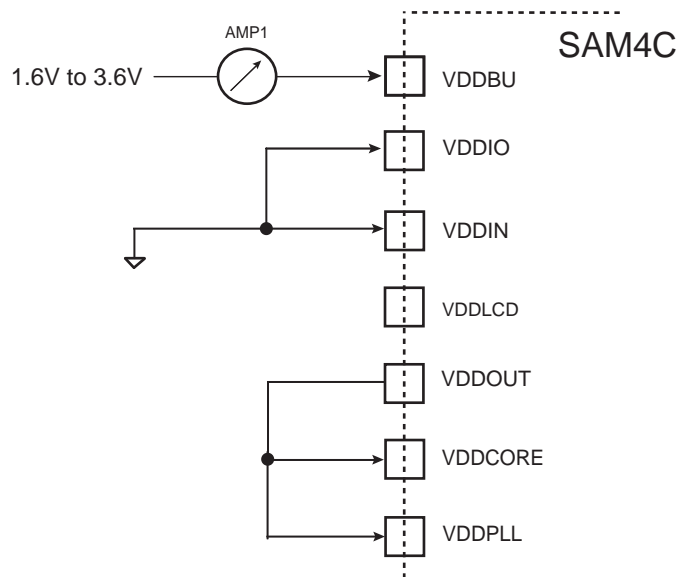 AMP1
SAM4C
1.6V to 3.6V
VDDBU
VDDIO
VDDIN
VDDLCD
VDDOUT
VDDCORE
VDDPLL